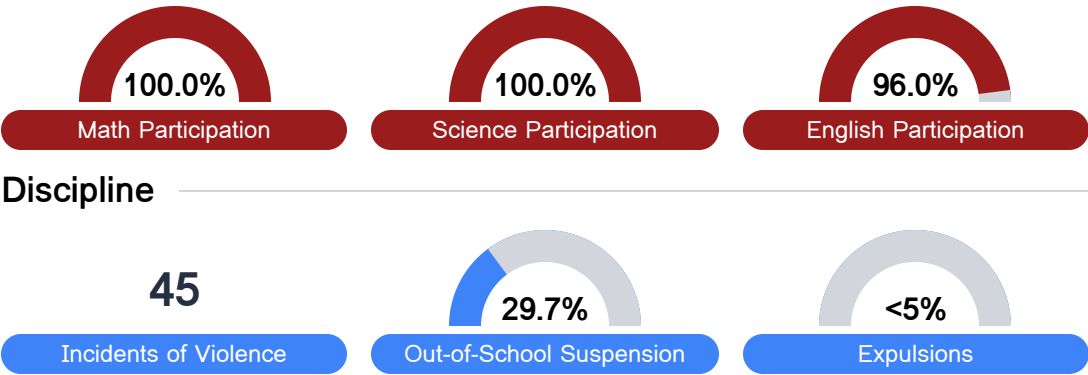 100.0%
100.0%
96.0%
Math Participation
Science Participation
English Participation
Discipline
45
29.7%
<5%
Incidents of Violence
Out-of-School Suspension
Expulsions